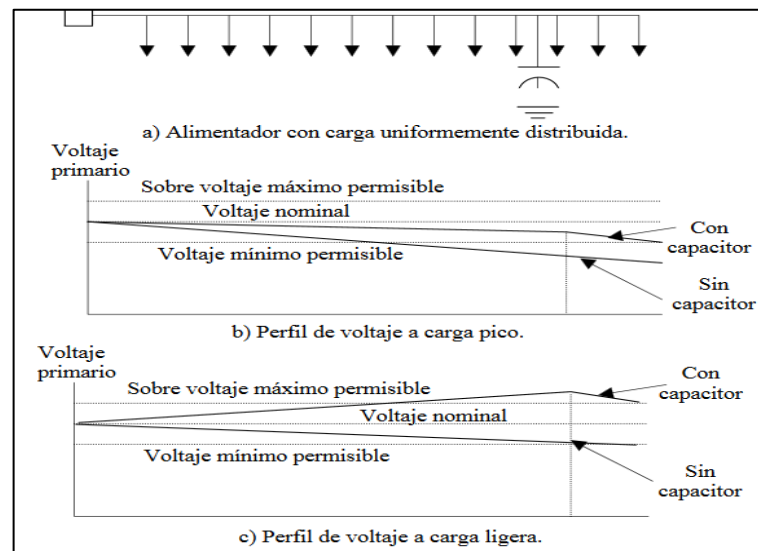 a) Alimentador con carga uniformemente distribuida.
Voltaje
primario
Sobre voltaje máximo permisible
Voltaje nominal
Con
capacitor
Voltaje mínimo permisible
Sin
capacitor
b) Perfil de voltaje a carga pico.
Voltaje
primario
Sobre voltaje máximo permisible
Con
capacitor
Voltaje nominal
Voltaje mínimo permisible
Sin
capacitor
c) Perfil de voltaje a carga ligera.